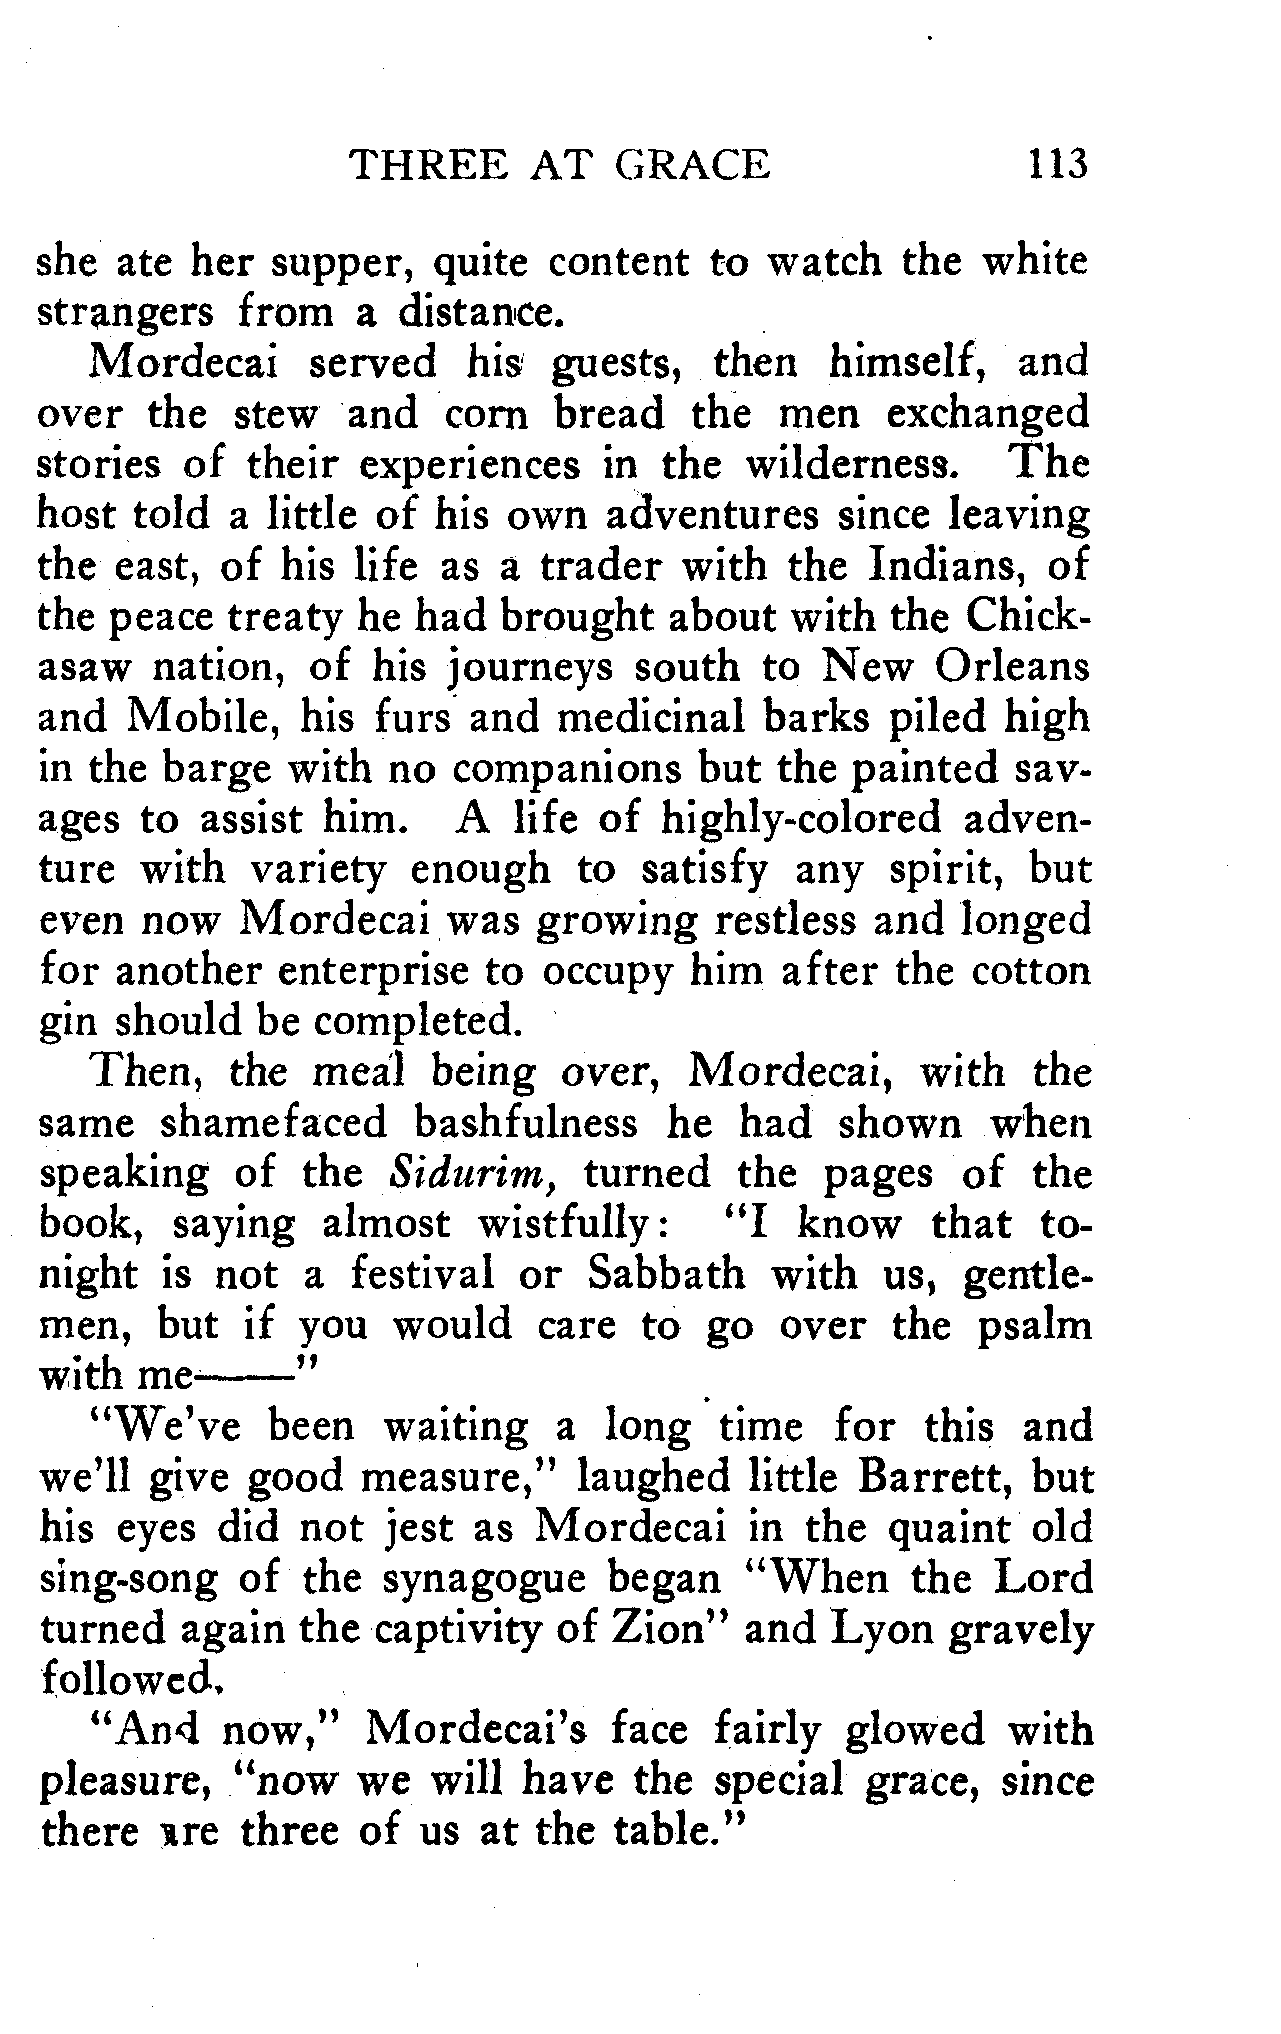 THREE AT GRACE 113
she ate her supper, quite content to watch the white
strangers from a distance.
Mordecai served his guests, then himself, and
over the stew and corn bread the men exchanged
stories of their experiences in the wilderness. The
host told a little of his own adventures since leaving
the east, of his life as a trader with the Indians, of
the peace treaty he had brought about with the Chick-
asaw nation, of his journeys south to New Orleans
and Mobile, his furs and medicinal barks piled high
in the barge with no companions but the painted sav-
ages to assist him. A life of highly-colored adven-
ture with variety enough to satisfy any spirit, but
even now Mordecai was growing restless and longed
for another enterprise to occupy him after the cotton
gin should be completed.
Then, the meal being over, Mordecai, with the
same shamefaced bashfulness he had shown when
speaking of the Sidurim, turned the pages of the
book, saying almost wistfully: "I know that to-
night is not a festival or Sabbath with us, gentle-
men, but if you would care to go over the psalm
with me——"
"We've been waiting a long time for this and
we'll give good measure," laughed little Barrett, but
his eyes did not jest as Mordecai in the quaint old
sing-song of the synagogue began "When the Lord
turned again the captivity of Zion" and Lyon gravely
followed.
"And now," Mordecai's face fairly glowed with
pleasure, "now we will have the special grace, since
there are three of us at the table."